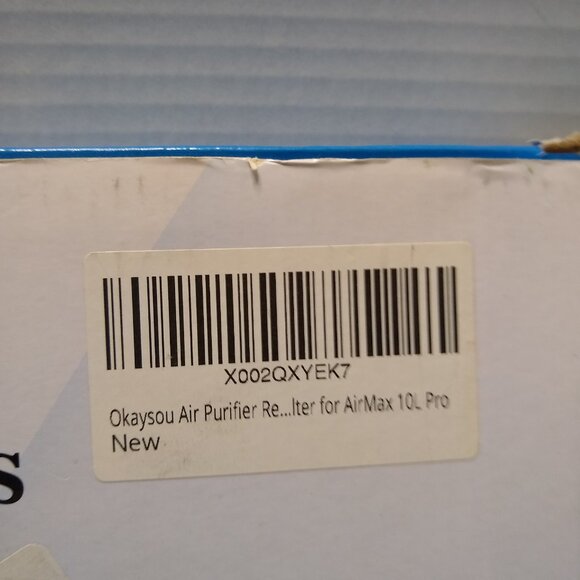 X002QXYEK7
Okaysou Air Purifier Re...lter for AirMax 10L Pro
New
s